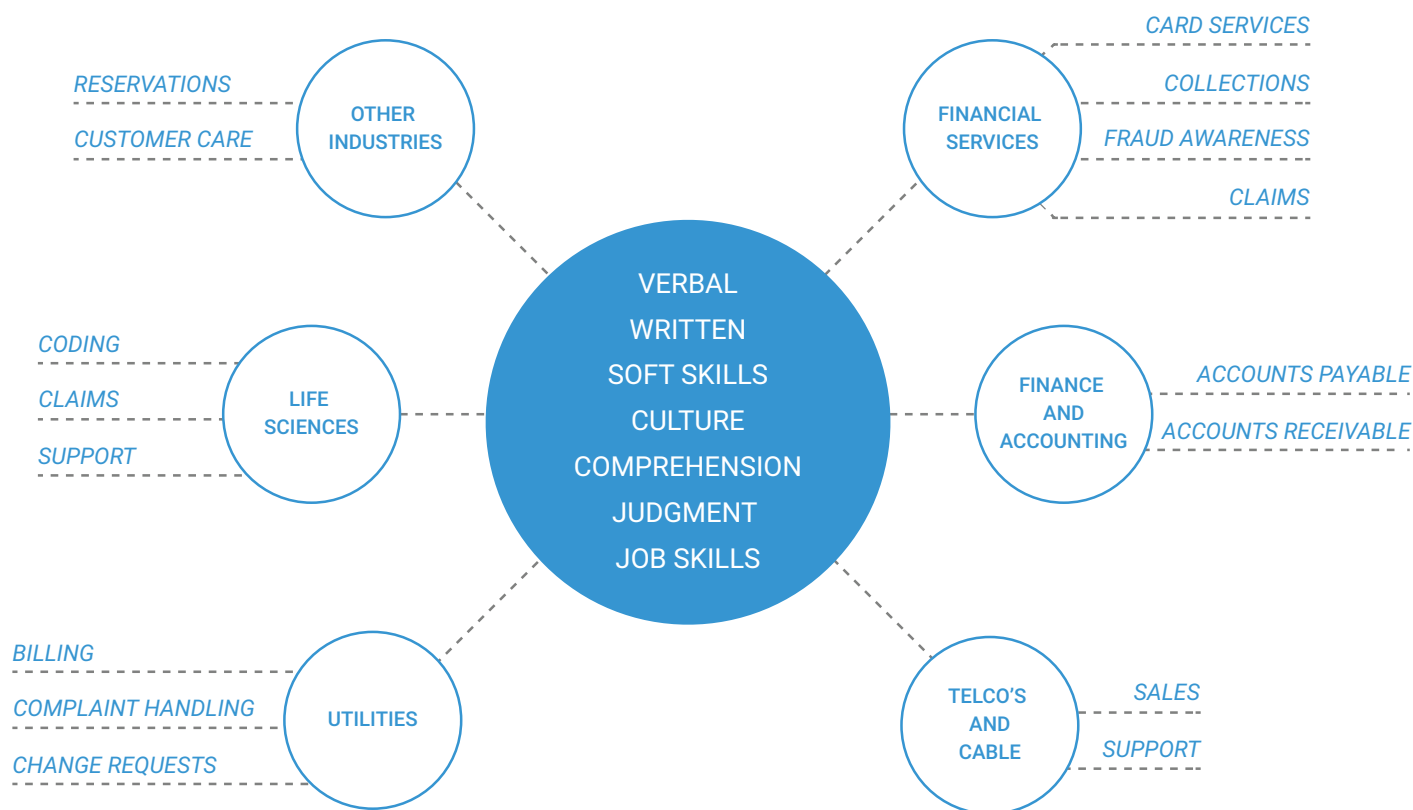 CARD SERVICES
COLLECTIONS
FRAUD AWARENESS
CLAIMS
FINANCIAL
SERVICES
RESERVATIONS
CUSTOMER CARE
OTHER
INDUSTRIES
VERBAL
WRITTEN
SOFT SKILLS
CULTURE
COMPREHENSION
JUDGMENT
JOB SKILLS
CODING
CLAIMS
SUPPORT
LIFE
SCIENCES
FINANCE
AND
ACCOUNTING
ACCOUNTS PAYABLE
ACCOUNTS RECEIVABLE
BILLING
COMPLAINT HANDLING
CHANGE REQUESTS
UTILITIES
TELCO’S
AND
CABLE
SALES
SUPPORT